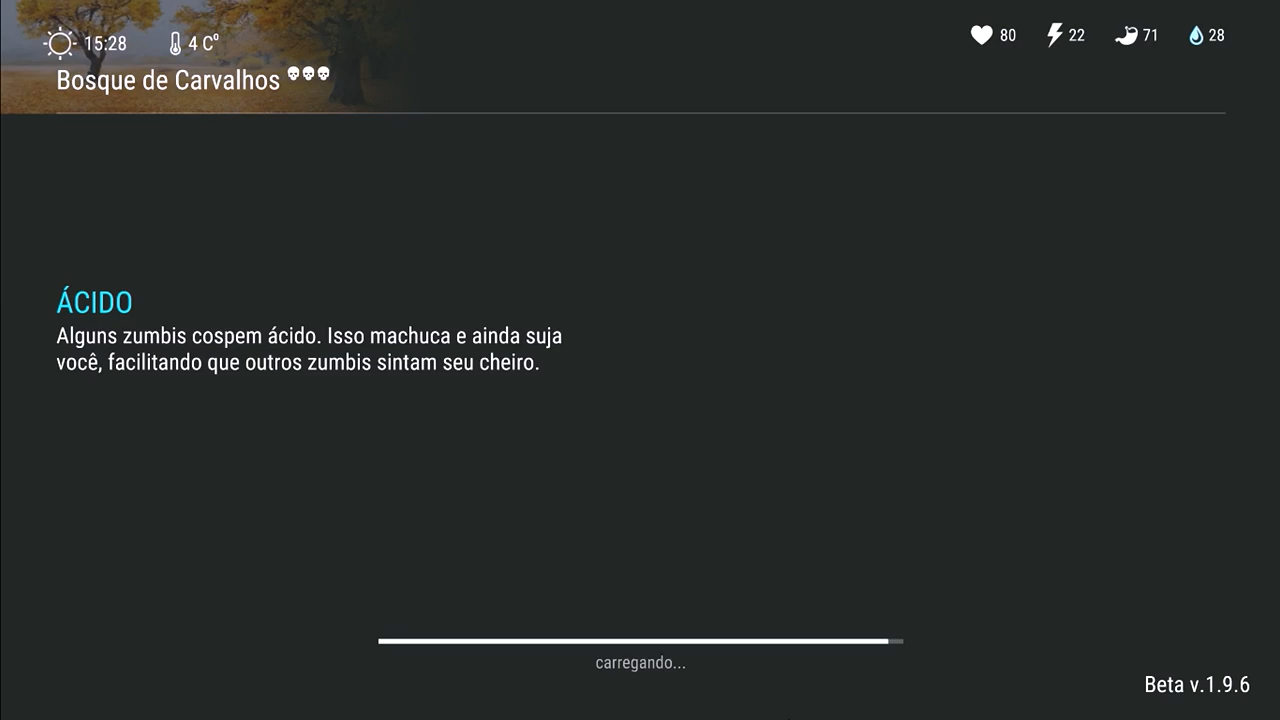 15:28 4 Cº
80 22 71 28
Bosque de Carvalhos
ÁCIDO
Alguns zumbis cospem ácido. Isso machuca e ainda suja
você, facilitando que outros zumbis sintam seu cheiro.
carregando...
Beta v.1.9.6